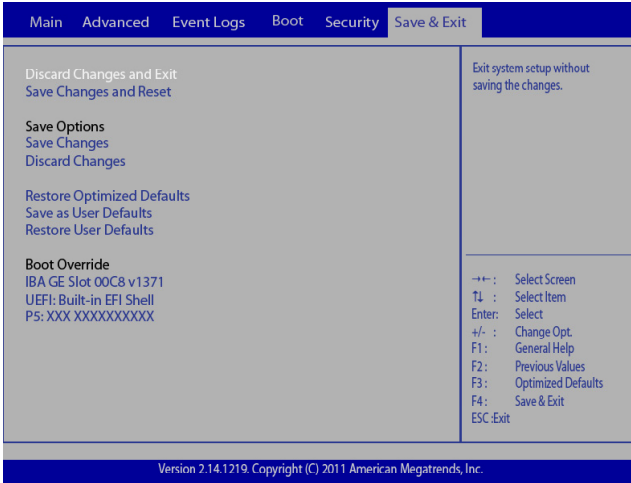 Main Advanced Event Logs Boot Security Save & Exit
Discard Changes and Exit
Save Changes and Reset
Save Options
Save Changes
Discard Changes
Restore Optimized Defaults
Save as User Defaults
Restore User Defaults
Boot Override
IBA GE Slot 00C8 v1371
UEFI: Built-in EFI Shell
P5: XXX XXXXXXXXXX
Exit system setup without
saving the changes.
→←: Select Screen
↑↓ : Select Item
Enter: Select
+/- : Change Opt.
F1: General Help
F2: Previous Values
F3: Optimized Defaults
F4: Save & Exit
ESC :Exit
Version 2.14.1219. Copyright (C) 2011 American Megatrends, Inc.